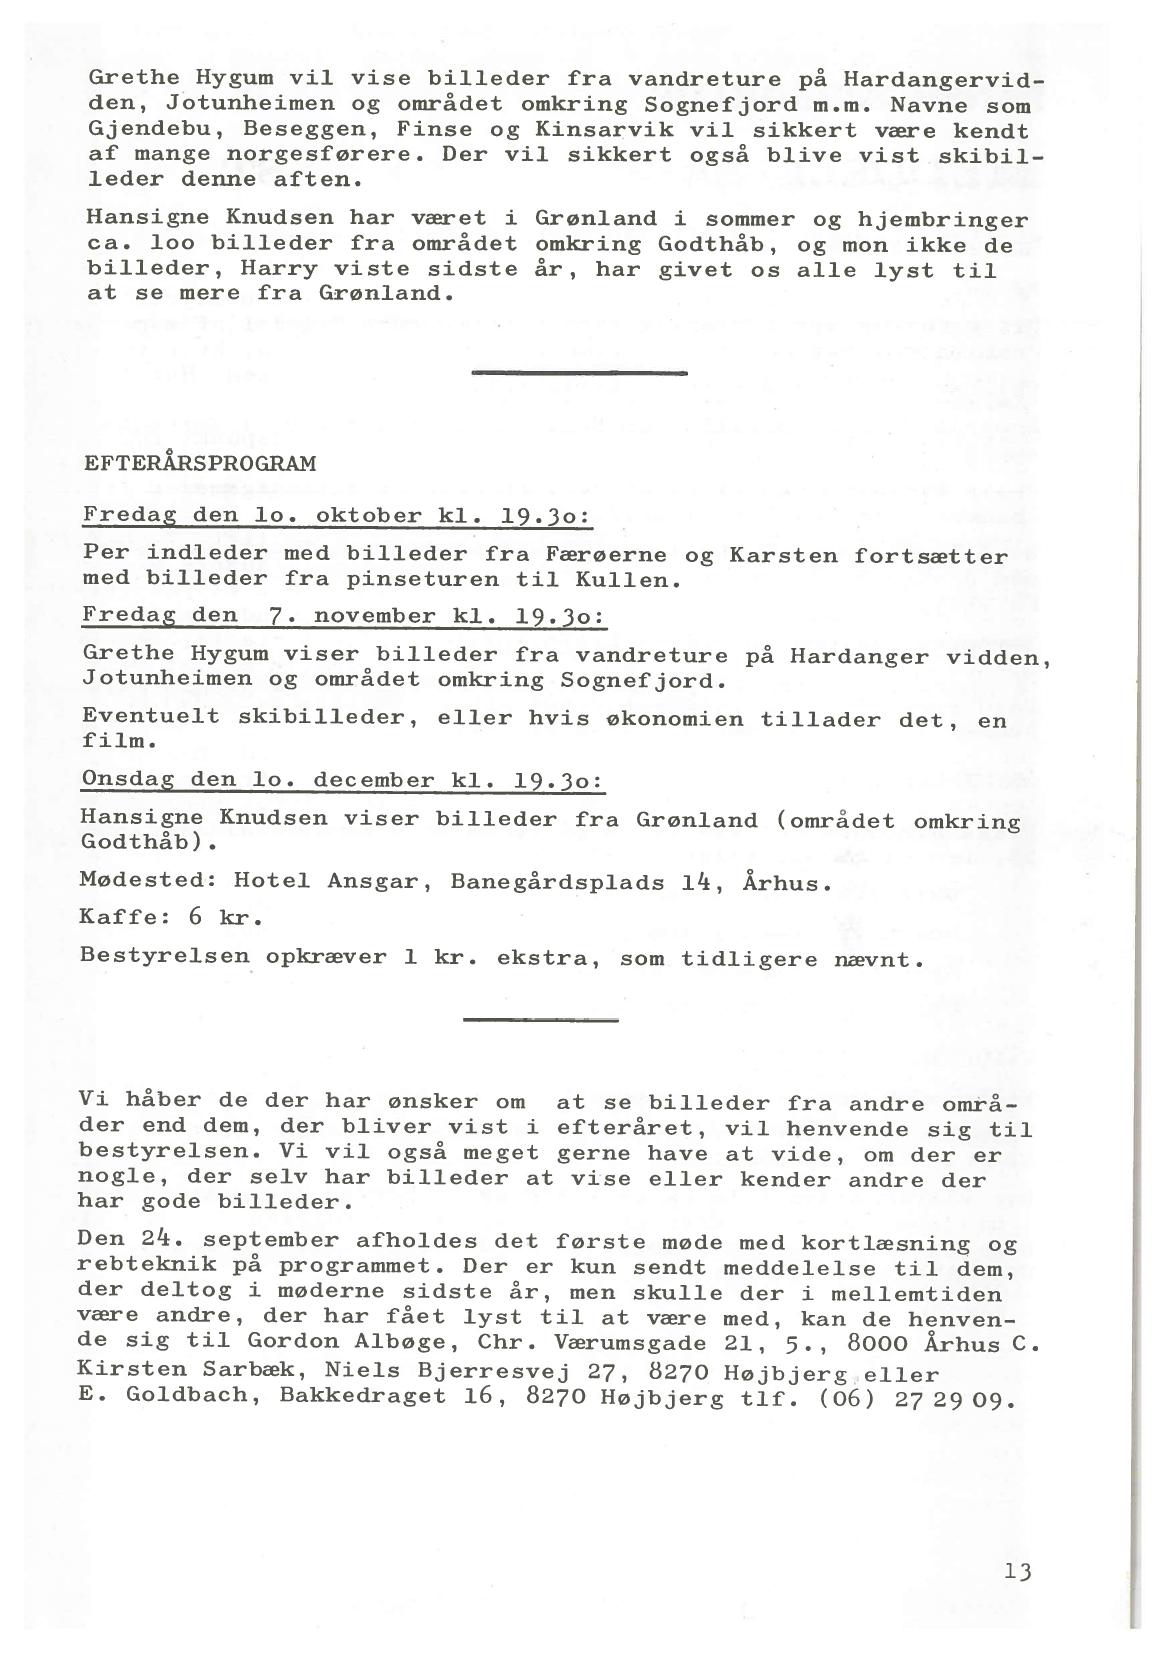 Grethe Hygum vil vise billeder fra vandreture på Hardangervid-
den, Jotunheimen og området omkring Sognefjord m.m. Navne som
Gjendebu, Beseggen, Finse og Kinsarvik vil sikkert være kendt
af mange norgesførere. Der vil sikkert også blive vist skibil-
leder denne aften.
Hansigne Knudsen har været i Grønland i sommer og hjembringer
ca. loo billeder fra området omkring Godthåb, og mon ikke de
billeder, Harry viste sidste år, har givet os alle lyst til
at se mere fra Grønland.
EFTERÅRSPROGRAM
Fredag den lo. oktober kl. 19.3o:
Per indleder med billeder fra Færøerne og Karsten fortsætter
med billeder fra pinseturen til Kullen.
Fredag den 7. november kl. 19.3o:
Grethe Hygum viser billeder fra vandreture på Hardanger vidden,
Jotunheimen og området omkring Sognefjord.
Eventuelt skibilleder, eller hvis økonomien tillader det, en
film.
Onsdag den lo. december kl. 19.3o:
Hansigne Knudsen viser billeder fra Grønland (området omkring
Godthåb).
Mødested: Hotel Ansgar, Banegårdsplads 14, Århus.
Kaffe: 6 kr.
Bestyrelsen opkræver 1 kr. ekstra, som tidligere nævnt.
Vi håber de der har ønsker om at se billeder fra andre områ-
der end dem, der bliver vist i efteråret, vil henvende sig til
bestyrelsen. Vi vil også meget gerne have at vide, om der er
nogle, der selv har billeder at vise eller kender andre der
har gode billeder.
Den 24. september afholdes det første møde med kortlæsning og
rebteknik på programmet. Der er kun sendt meddelelse til dem,
der deltog i møderne sidste år, men skulle der i mellemtiden
være andre, der har fået lyst til at være med, kan de henven-
de sig til Gordon Albøge, Chr. Værumsgade 21, 5., 8000 Århus C.
Kirsten Sarbæk, Niels Bjerresvej 27, 8270 Højbjerg eller
E. Goldbach, Bakkedraget 16, 8270 Højbjerg tlf. (06) 27 29 09.
13